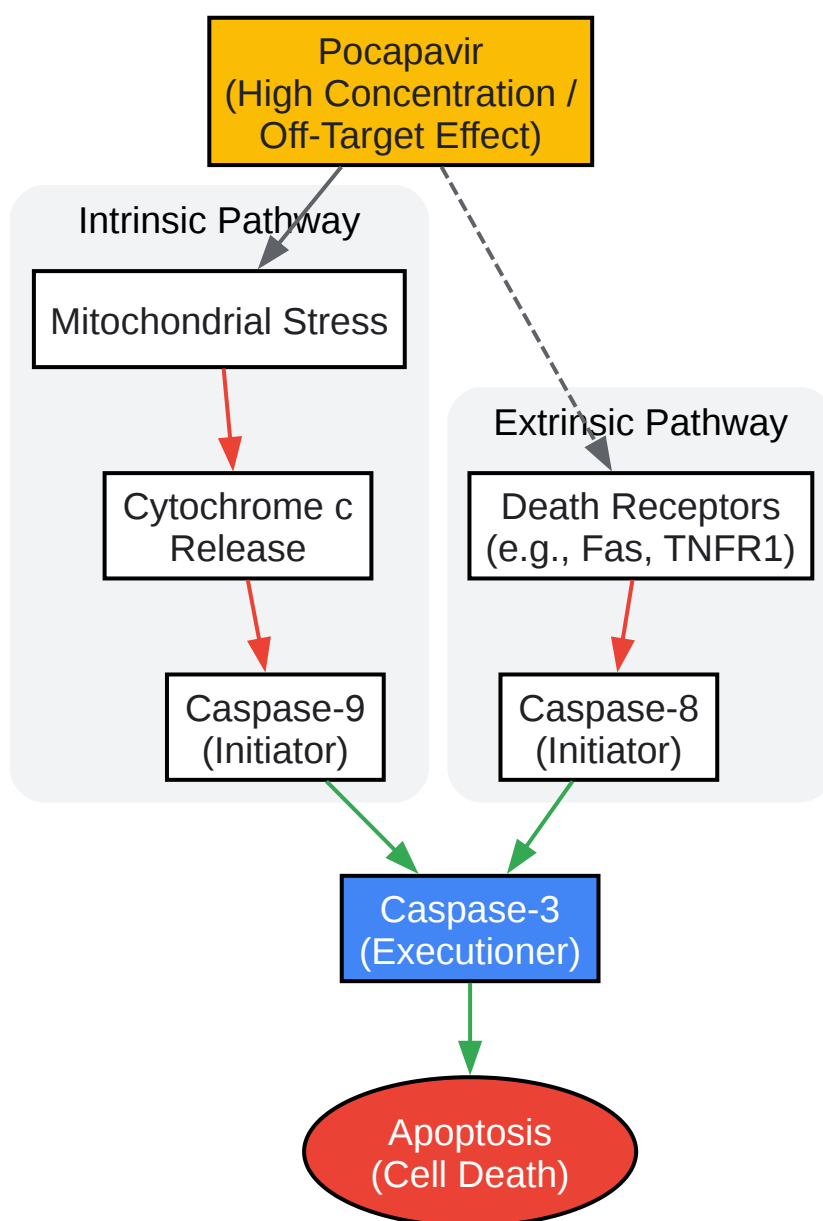 Pocapavir
(High Concentration /
Off-Target Effect)
Intrinsic Pathway
Mitochondrial Stress
Cytochrome c
Release
Caspase-9
(Initiator)
Extrinsic Pathway
Death Receptors
(e.g., Fas, TNFR1)
Caspase-8
(Initiator)
Caspase-3
(Executioner)
Apoptosis
(Cell Death)